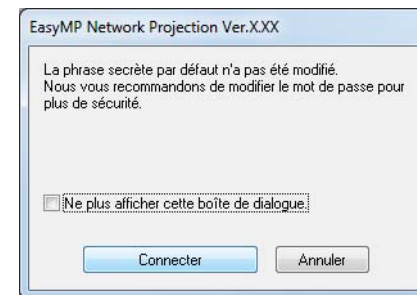 EasyMP Network Projection Ver.X.XX
La phrase secrète par défaut n'a pas été modifié.
Nous vous recommandons de modifier le mot de passe pour
plus de sécurité.
Ne plus afficher cette boîte de dialogue.
Connecter
Annuler